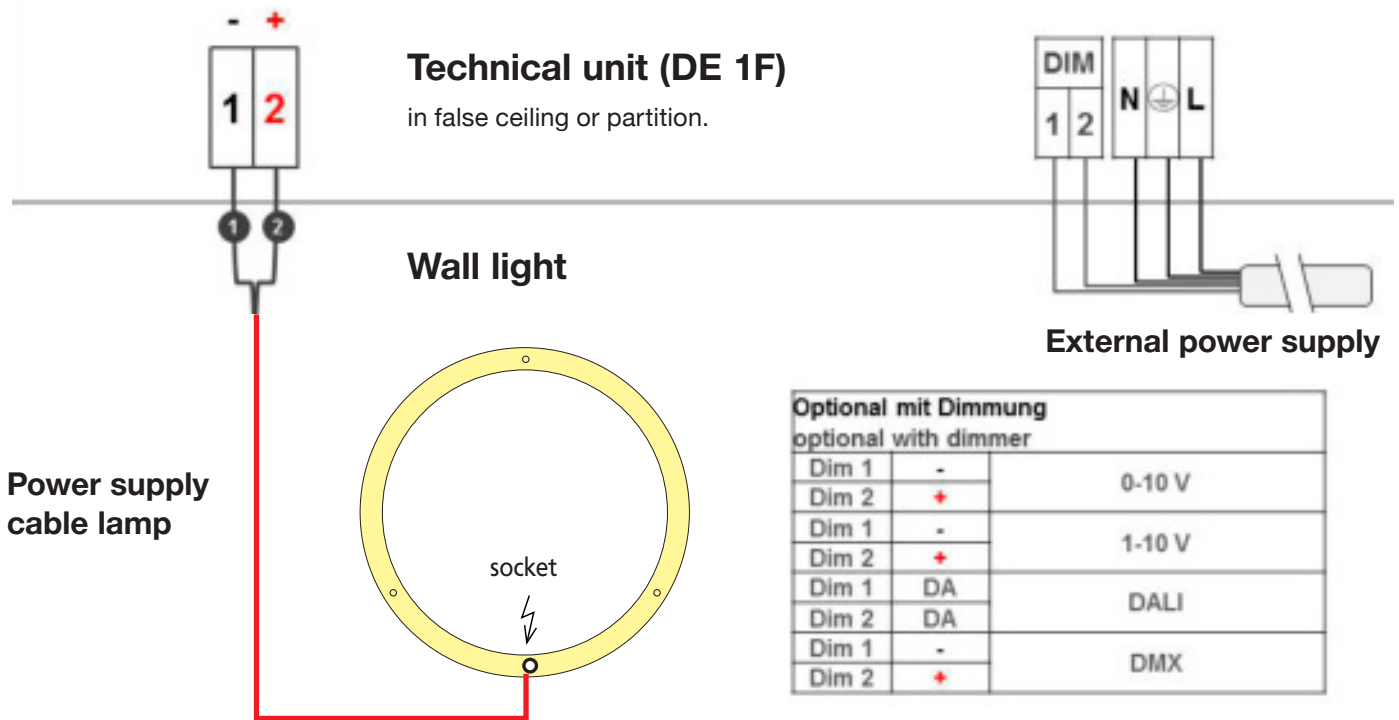 - +
1 2
Technical unit (DE 1F)
in false ceiling or partition.
DIM
1 2
N L
1 2
Wall light
External power supply
Power supply
cable lamp
socket
Optional mit Dimmung
optional with dimmer
Dim 1 - 0-10 V
Dim 2 +
Dim 1 - 1-10 V
Dim 2 +
Dim 1 DA DALI
Dim 2 DA
Dim 1 - DMX
Dim 2 +